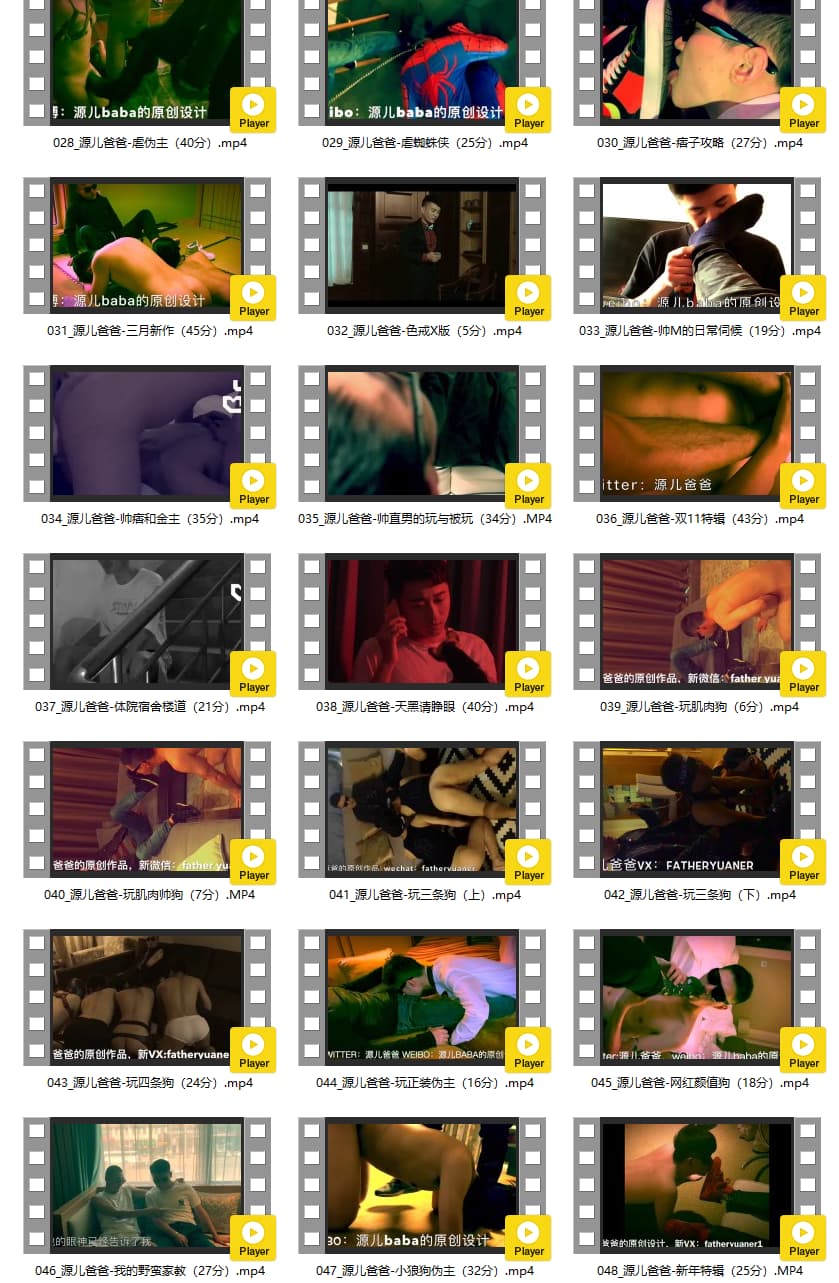 博：源儿baba的原创设计
ibo：源儿baba的原创设计
Player
Player
Player
028_源儿爸爸-虐伪主（40分）.mp4
029_源儿爸爸-虐蜘蛛侠（25分）.mp4
030_源儿爸爸-痞子攻略（27分）.mp4
博：源儿baba的原创设计
weibo：源儿baba的原创设
Player
Player
Player
031_源儿爸爸-三月新作（45分）.mp4
032_源儿爸爸-色戒X版（5分）.mp4
033_源儿爸爸-帅M的日常伺候（19分）.mp4
itter：源儿爸爸
Player
Player
Player
034_源儿爸爸-帅痞和金主（35分）.mp4
035_源儿爸爸-帅直男的玩与被玩（34分）.MP4
036_源儿爸爸-双11特辑（43分）.mp4
爸爸的原创作品，新微信：father yua
Player
Player
Player
037_源儿爸爸-体院宿舍楼道（21分）.mp4
038_源儿爸爸-天黑请睁眼（40分）.mp4
039_源儿爸爸-玩肌肉狗（6分）.mp4
爸爸的原创作品，新微信：father yu
爸爸的原创作品) wechat：fatheryuaner
儿爸爸VX：FATHERYUANER
Player
Player
Player
040_源儿爸爸-玩肌肉帅狗（7分）.MP4
041_源儿爸爸-玩三条狗（上）.mp4
042_源儿爸爸-玩三条狗（下）.mp4
爸爸的原创作品，新VX:fatheryuane
WITTER：源儿爸爸 WEIBO：源儿BABA的原创
ter:源儿爸爸，weibo：源儿baba的原
Player
Player
Player
043_源儿爸爸-玩四条狗（24分）.mp4
044_源儿爸爸-玩正装伪主（16分）.mp4
045_源儿爸爸-网红颜值狗（18分）.mp4
的眼神已经告诉了我
BO：源儿baba的原创设计
爸爸的原创设计，新VX：fatheryuaner1
Player
Player
Player
046_源儿爸爸-我的野蛮家教（27分）.mp4
047_源儿爸爸-小狼狗伪主（32分）.mp4
048_源儿爸爸-新年特辑（25分）.MP4